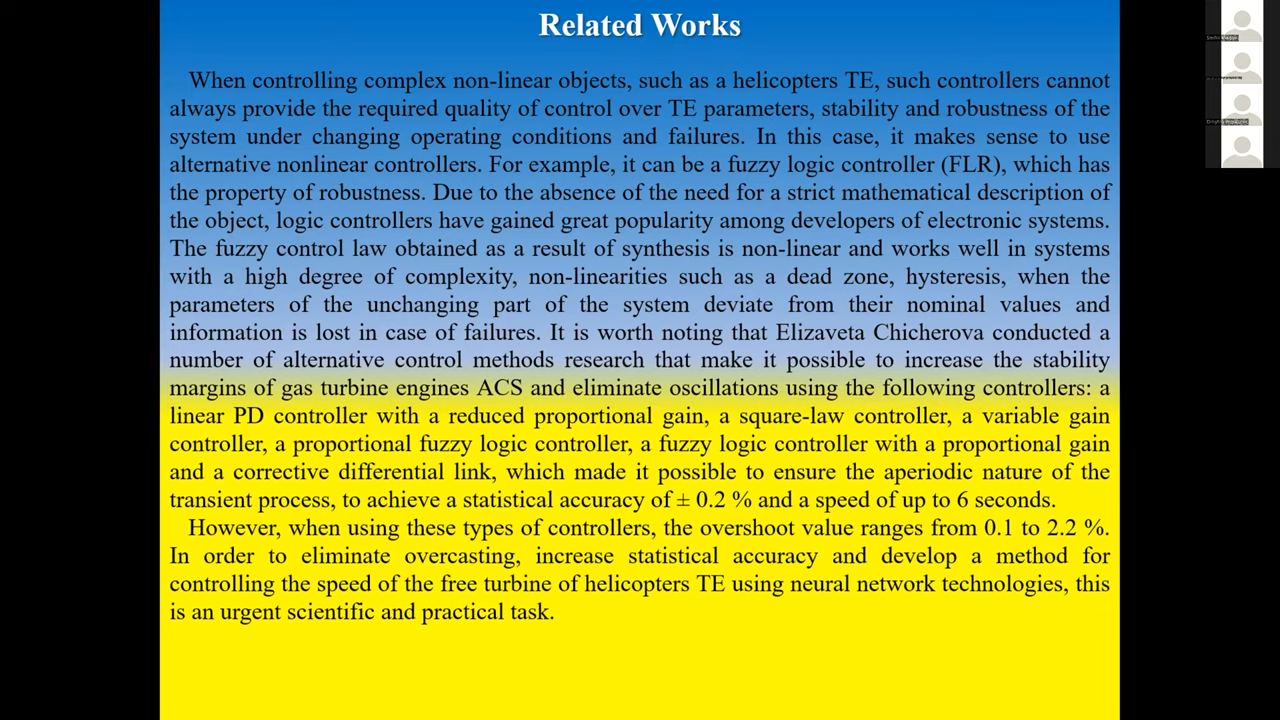 Related Works
When controlling complex non-linear objects, such as a helicopters TE, such controllers cannot
always provide the required quality of control over TE parameters, stability and robustness of the
system under changing operating conditions and failures. In this case, it makes sense to use
alternative nonlinear controllers. For example, it can be a fuzzy logic controller (FLR), which has
the property of robustness. Due to the absence of the need for a strict mathematical description of
the object, logic controllers have gained great popularity among developers of electronic systems.
The fuzzy control law obtained as a result of synthesis is non-linear and works well in systems
with a high degree of complexity, non-linearities such as a dead zone, hysteresis, when the
parameters of the unchanging part of the system deviate from their nominal values and
information is lost in case of failures. It is worth noting that Elizaveta Chicherova conducted a
number of alternative control methods research that make it possible to increase the stability
margins of gas turbine engines ACS and eliminate oscillations using the following controllers: a
linear PD controller with a reduced proportional gain, a square-law controller, a variable gain
controller, a proportional fuzzy logic controller, a fuzzy logic controller with a proportional gain
and a corrective differential link, which made it possible to ensure the aperiodic nature of the
transient process, to achieve a statistical accuracy of ± 0.2 % and a speed of up to 6 seconds.
However, when using these types of controllers, the overshoot value ranges from 0.1 to 2.2 %.
In order to eliminate overcasting, increase statistical accuracy and develop a method for
controlling the speed of the free turbine of helicopters TE using neural network technologies, this
is an urgent scientific and practical task.